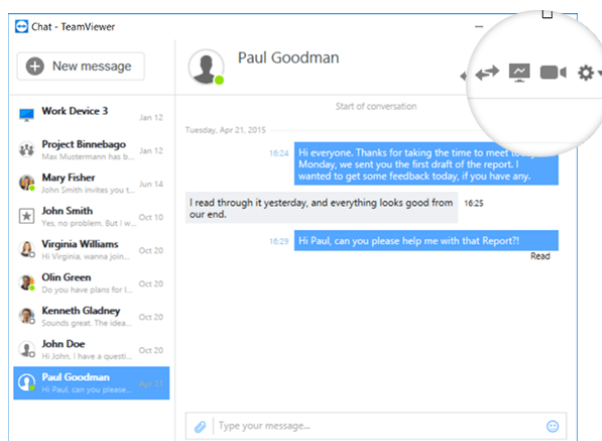 Chat - TeamViewer
New message
Paul Goodman
Work Device 3
Jan 12
Project Binnebago
Max Mustermann has b...
Jan 12
Mary Fisher
John Smith invites you t...
Jun 14
John Smith
Yes, no problem. But I w...
Oct 10
Virginia Williams
Hi Virginia, wanna join...
Oct 20
Olin Green
Do you have plans for l...
Oct 20
Kenneth Gladney
Sounds great. The idea...
Oct 20
John Doe
Hi John, I have a questi...
Oct 20
Paul Goodman
Hi Paul, can you please...
Apr 21
Start of conversation
Tuesday, Apr 21, 2015
16:24
Hi everyone. Thanks for taking the time to meet
Monday, we sent you the first draft of the report. I
wanted to get some feedback today, if you have any.
I read through it yesterday, and everything looks good from
our end.
16:25
16:29
Hi Paul, can you please help me with that Report?!
Read
Type your message...